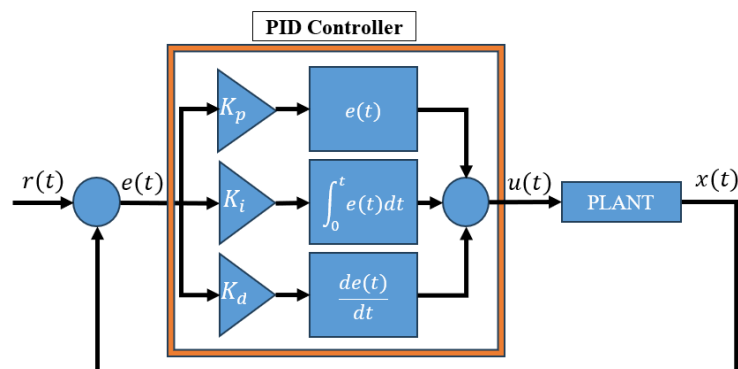 PID Controller
K_p
e(t)
r(t)
e(t)
K_i
∫_0^t e(t)dt
u(t)
PLANT
x(t)
K_d
de(t)
dt